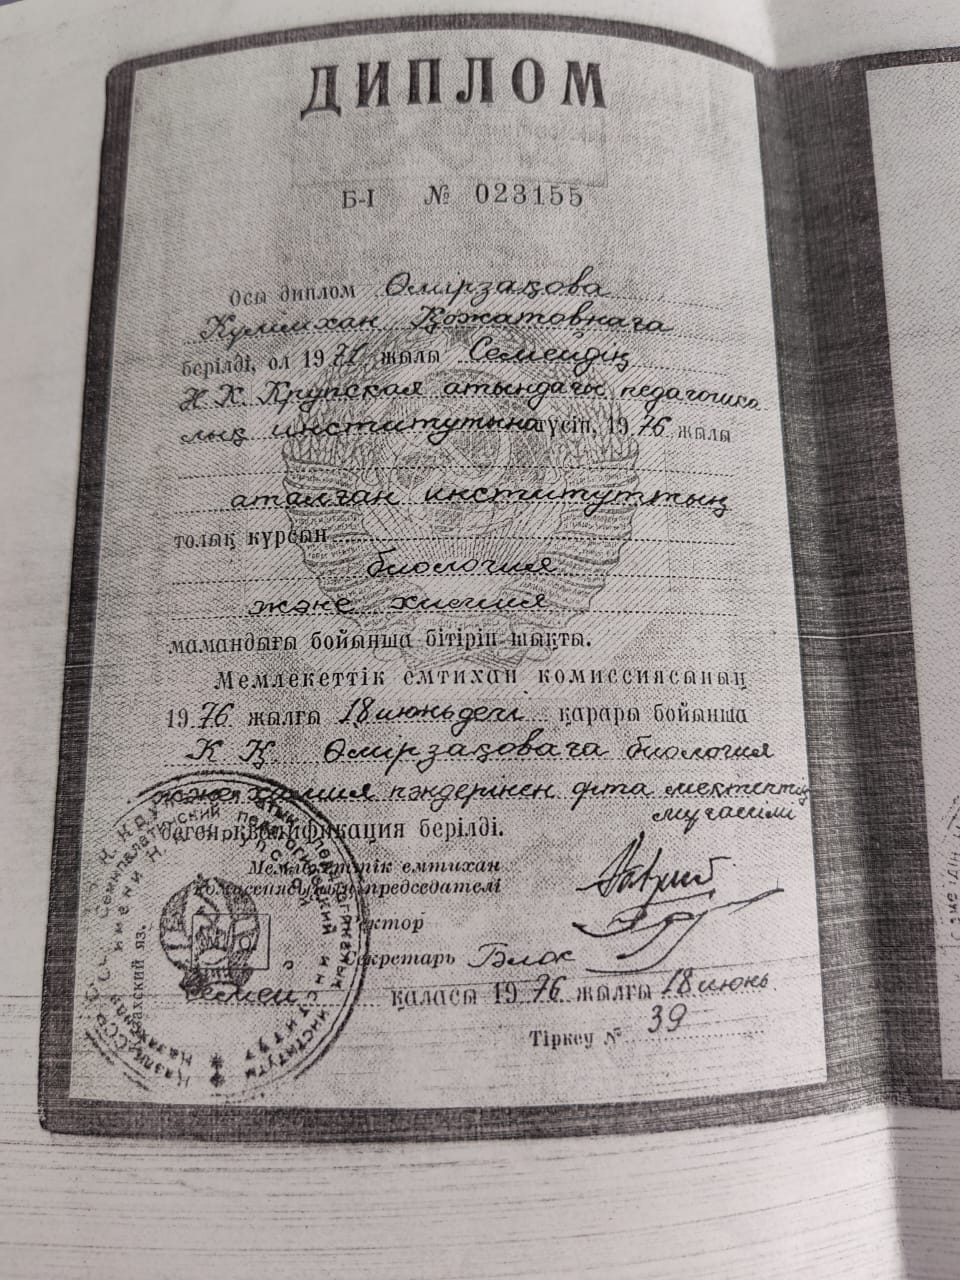 ДИПЛОМ
Б-I № 023155
Осы диплом Өмірзақова
Күлімхан Қожатовнаға
берілді, ол 1971 жылы Семейдің
Н.К. Крупская атындағы педагогика
лық институтына түсіп, 1976 жылы
аталған институттың
толық курсын
биология
және химия
мамандығы бойынша бітіріп шықты.
Мемлекеттік емтихан комиссиясының
1976 жылғы 18 июньдегі қарары бойынша
К. Қ. Өмірзақоваға биология
және химия пәндерінен орта мектептің
мұғалімі
деген квалификация берілді.
Мемлекеттік емтихан
комиссиясының председателі
Ректор
Секретарь
Семей қаласы 1976 жылғы 18 июнь
Тіркеу № 39
Казахский яз.